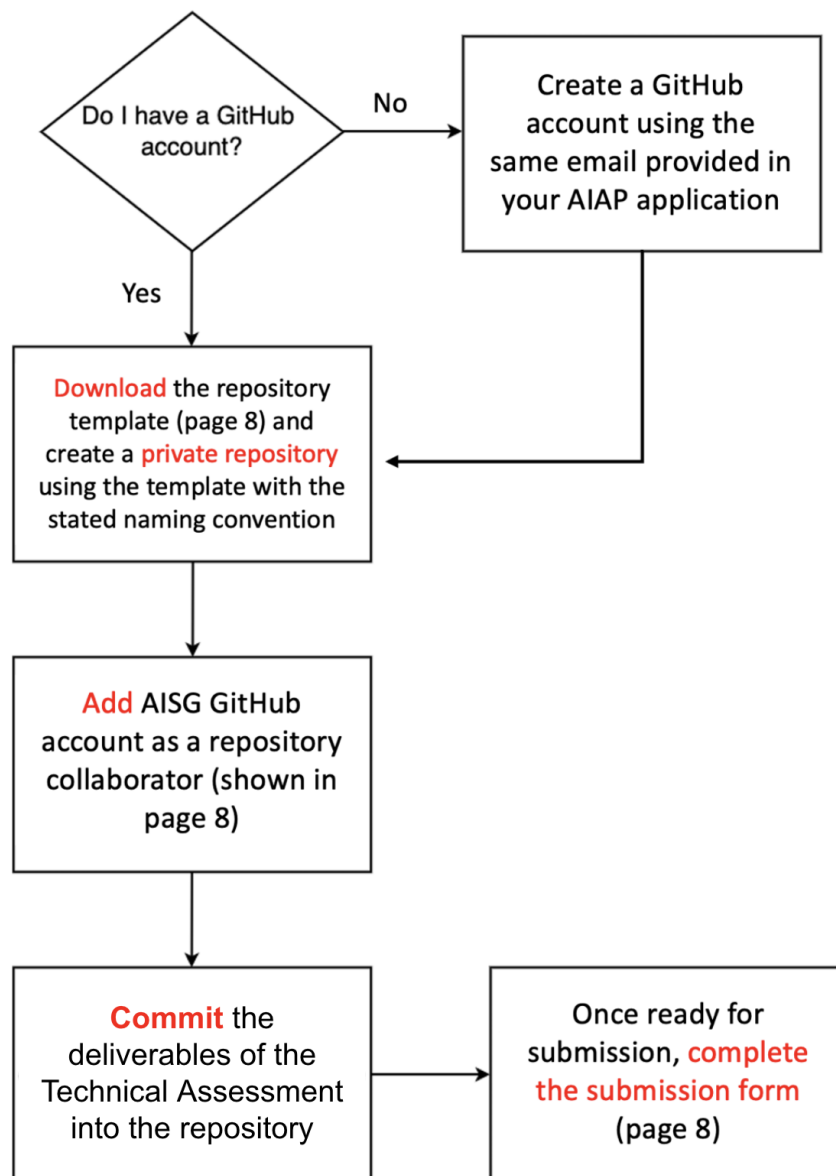 Do I have a GitHub
account?
No
Create a GitHub
account using the
same email provided in
your AIAP application
Yes
Download the repository
template (page 8) and
create a private repository
using the template with the
stated naming convention
Add AISG GitHub
account as a repository
collaborator (shown in
page 8)
Commit the
deliverables of the
Technical Assessment
into the repository
Once ready for
submission, complete
the submission form
(page 8)